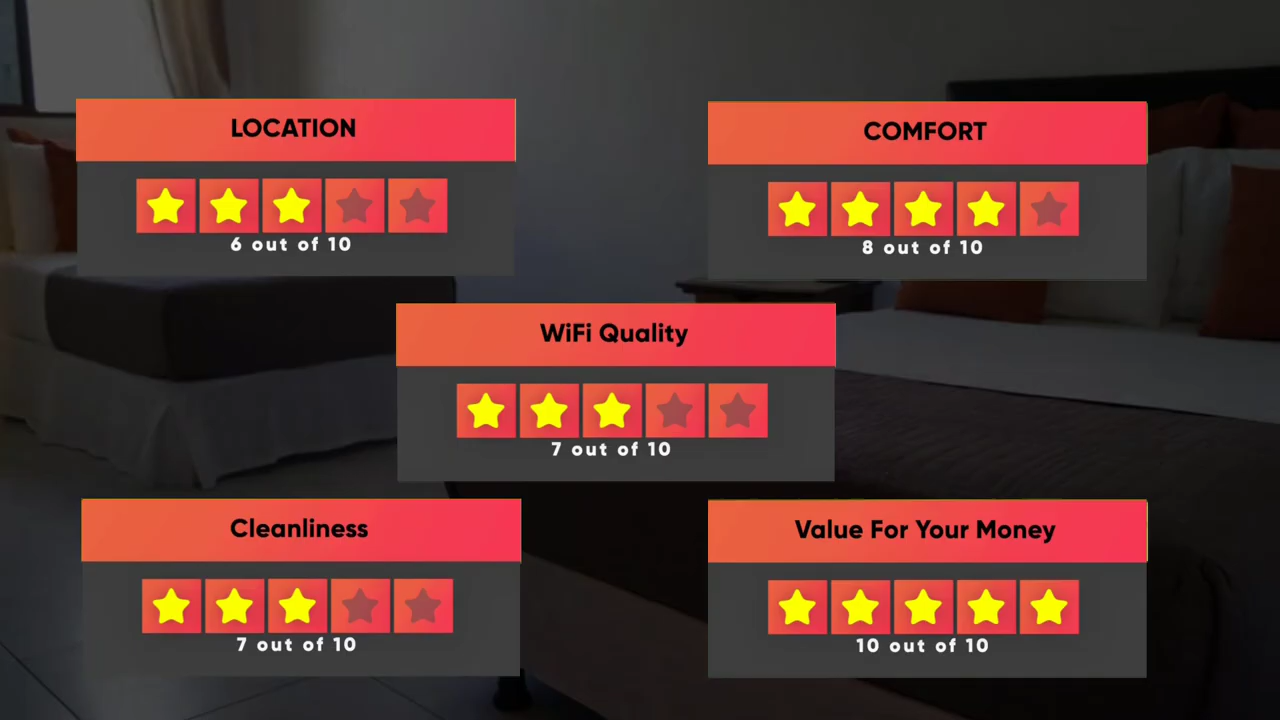 LOCATION
6 out of 10
COMFORT
8 out of 10
WiFi Quality
7 out of 10
Cleanliness
7 out of 10
Value For Your Money
10 out of 10